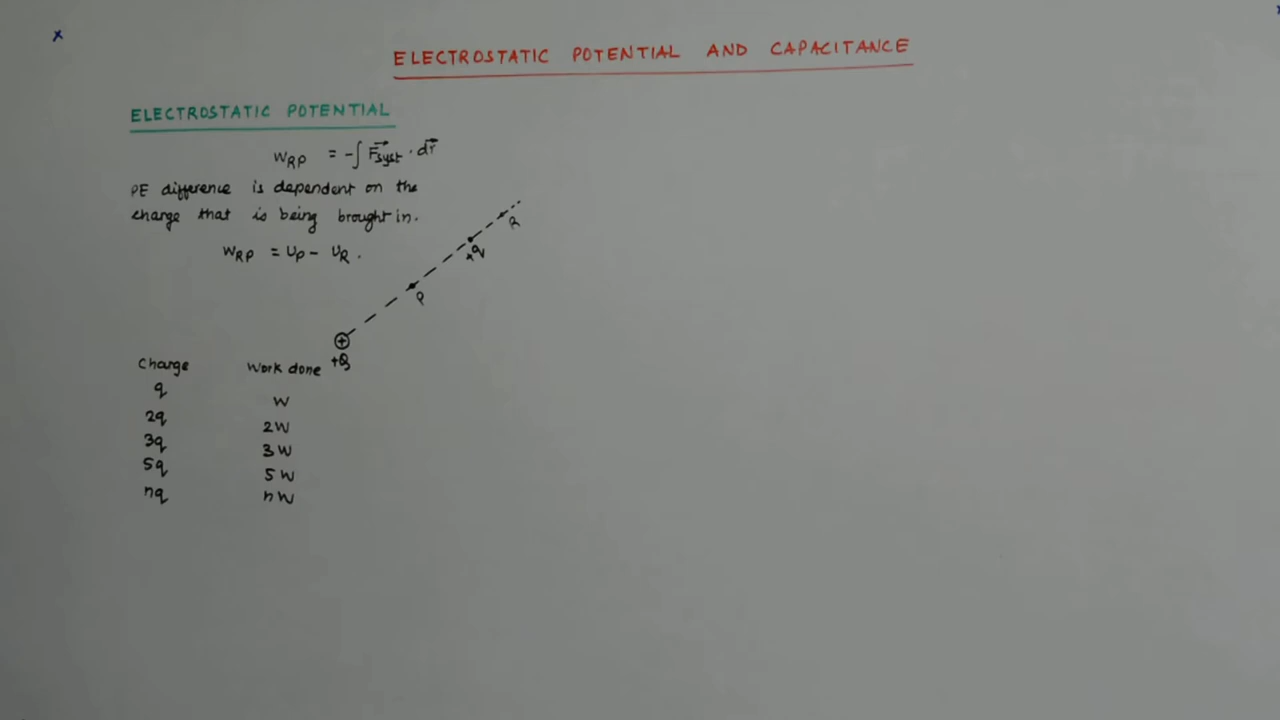 x
ELECTROSTATIC POTENTIAL AND CAPACITANCE
ELECTROSTATIC POTENTIAL
W_RP = -∫ F⃗_syst · dr⃗
PE difference is dependent on the
charge that is being brought in.
W_RP = U_P - U_R .
R
+q
P
+
+Q
Charge Work done
q W
2q 2W
3q 3W
5q 5W
nq nW